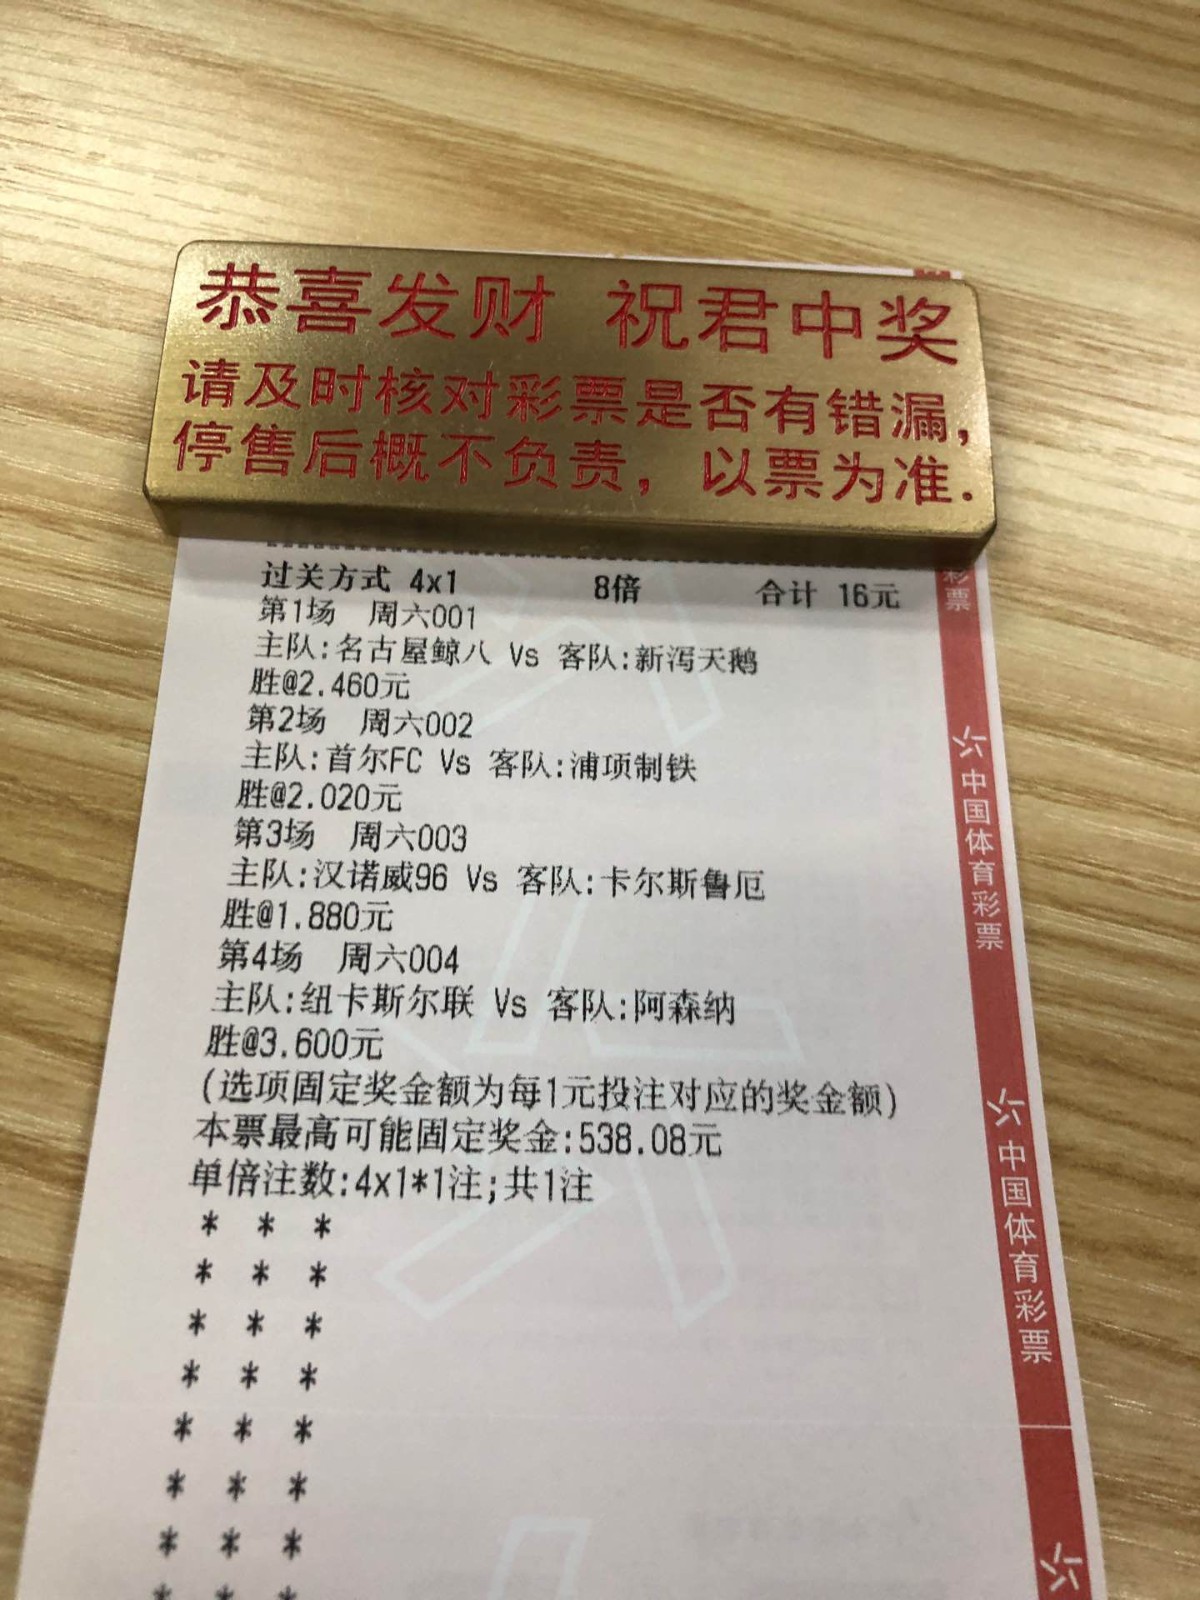 恭喜发财 祝君中奖
请及时核对彩票是否有错漏,
停售后概不负责，以票为准.
过关方式 4x1 8倍 合计 16元
第1场 周六001
主队:名古屋鲸八 Vs 客队:新泻天鹅
胜@2.460元
第2场 周六002
主队:首尔FC Vs 客队:浦项制铁
胜@2.020元
第3场 周六003
主队:汉诺威96 Vs 客队:卡尔斯鲁厄
胜@1.880元
第4场 周六004
主队:纽卡斯尔联 Vs 客队:阿森纳
胜@3.600元
(选项固定奖金额为每1元投注对应的奖金额)
本票最高可能固定奖金:538.08元
单倍注数:4x1*1注;共1注
* * *
* * *
* * *
* * *
* * *
* * *
* * *
* * *
彩票
中国体育彩票
中国体育彩票